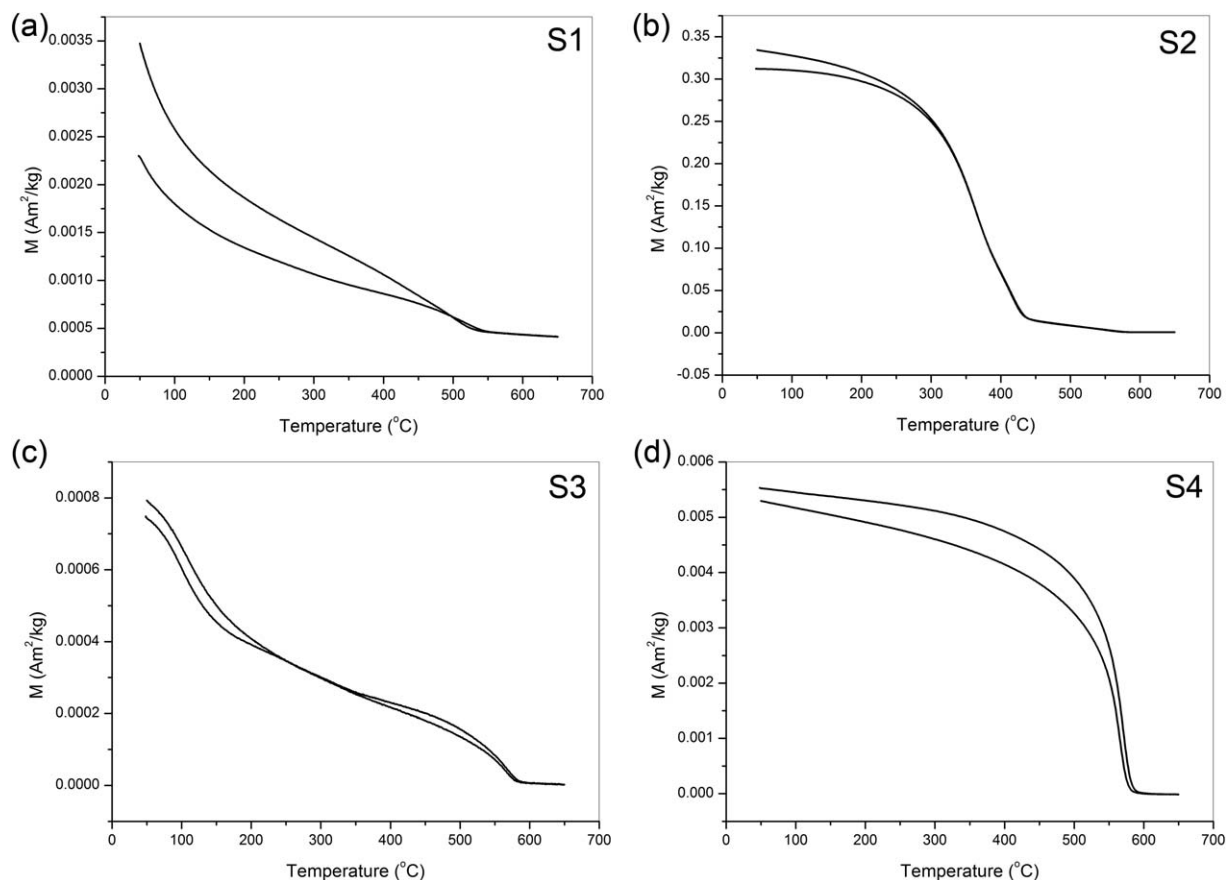 (a)
S1
0.0035
0.0030
0.0025
0.0020
0.0015
0.0010
0.0005
0.0000
M (Am²/kg)
0 100 200 300 400 500 600 700
Temperature (°C)
(b)
S2
0.35
0.30
0.25
0.20
0.15
0.10
0.05
0.00
-0.05
M (Am²/kg)
0 100 200 300 400 500 600 700
Temperature (°C)
(c)
S3
0.0008
0.0006
0.0004
0.0002
0.0000
M (Am²/kg)
0 100 200 300 400 500 600 700
Temperature (°C)
(d)
S4
0.006
0.005
0.004
0.003
0.002
0.001
0.000
M (Am²/kg)
0 100 200 300 400 500 600 700
Temperature (°C)